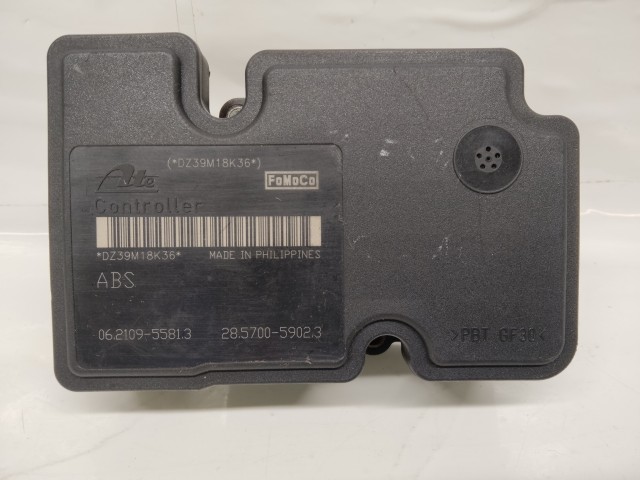 (*DZ39M18K36*)
Ate
FoMoCo
Controller
*DZ39M18K36*
MADE IN PHILIPPINES
ABS
06.2109-5581.3
28.5700-5902.3
>PBT GF30<